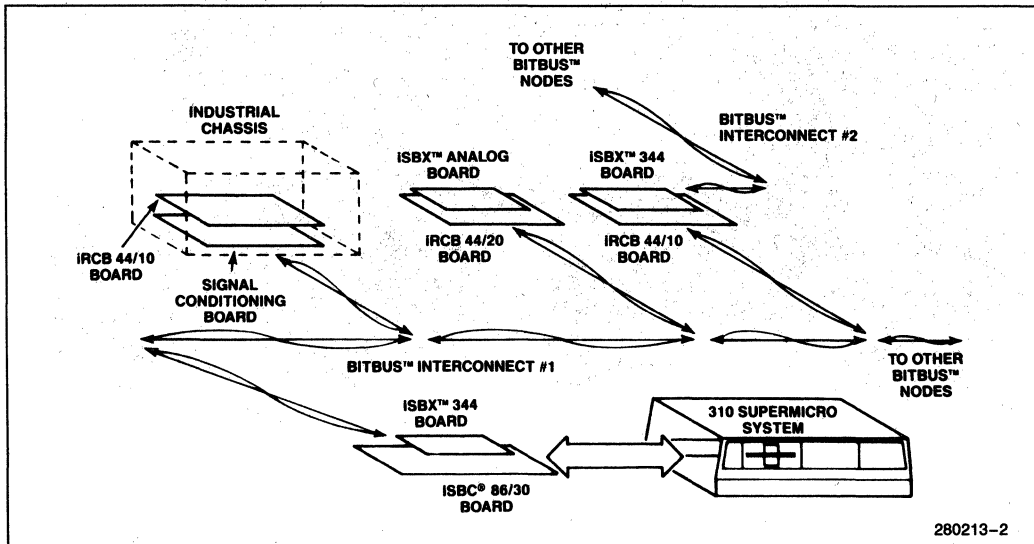 TO OTHER
BITBUS™
NODES
BITBUS™
INTERCONNECT #2
INDUSTRIAL
CHASSIS
iSBX™ ANALOG
BOARD
iSBX™ 344
BOARD
iRCB 44/10
BOARD
SIGNAL
CONDITIONING
BOARD
iRCB 44/20
BOARD
iRCB 44/10
BOARD
BITBUS™ INTERCONNECT #1
TO OTHER
BITBUS™
NODES
iSBX™ 344
BOARD
iSBC® 86/30
BOARD
310 SUPERMICRO
SYSTEM
280213–2